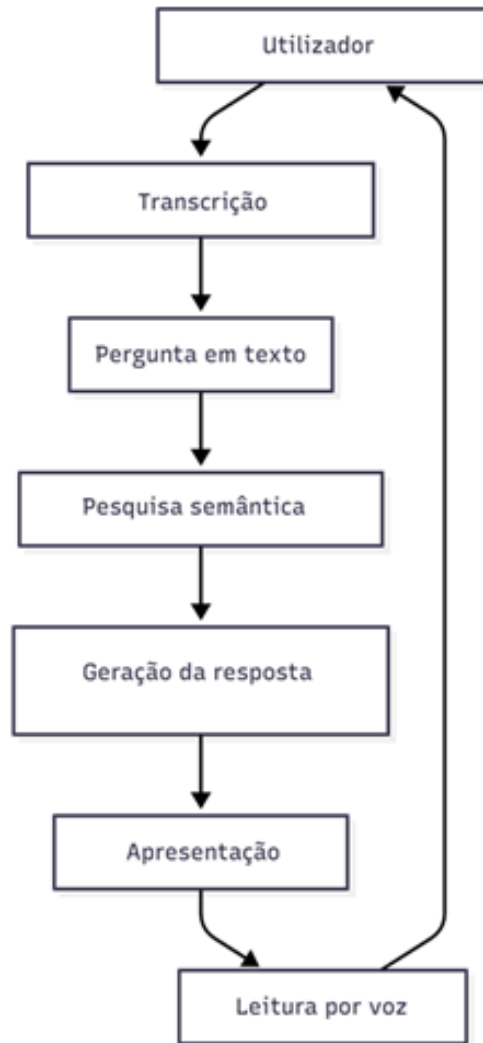 Utilizador
Transcrição
Pergunta em texto
Pesquisa semântica
Geração da resposta
Apresentação
Leitura por voz